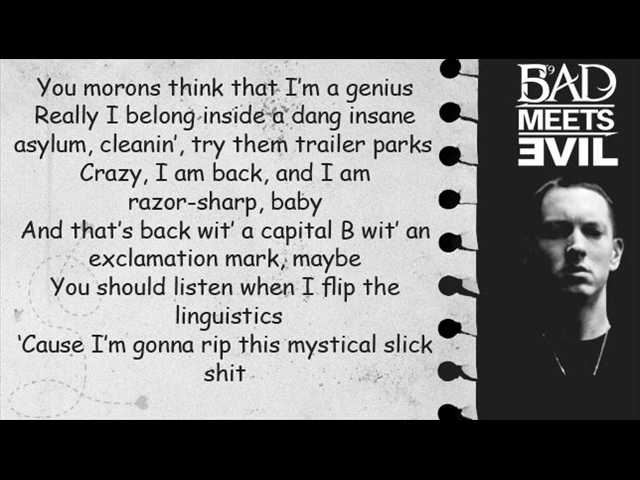 You morons think that I'm a genius
Really I belong inside a dang insane
asylum, cleanin', try them trailer parks
Crazy, I am back, and I am
razor-sharp, baby
And that's back wit' a capital B wit' an
exclamation mark, maybe
You should listen when I flip the
linguistics
'Cause I'm gonna rip this mystical slick
shit
BAD
MEETS
EVIL